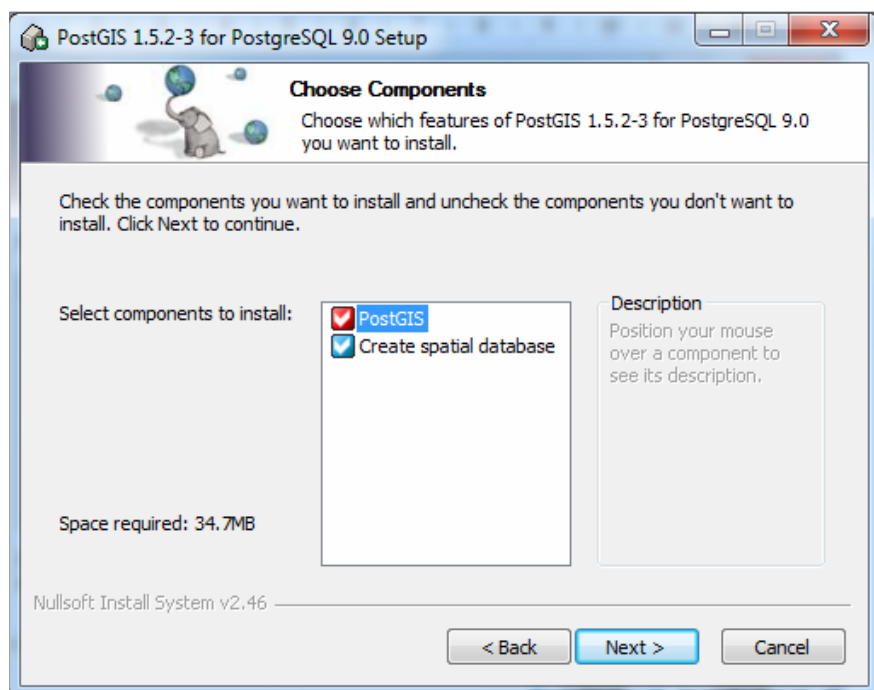 PostGIS 1.5.2-3 for PostgreSQL 9.0 Setup
Choose Components
Choose which features of PostGIS 1.5.2-3 for PostgreSQL 9.0
you want to install.
Check the components you want to install and uncheck the components you don't want to
install. Click Next to continue.
Select components to install:
PostGIS
Create spatial database
Description
Position your mouse
over a component to
see its description.
Space required: 34.7MB
Nullsoft Install System v2.46
< Back
Next >
Cancel